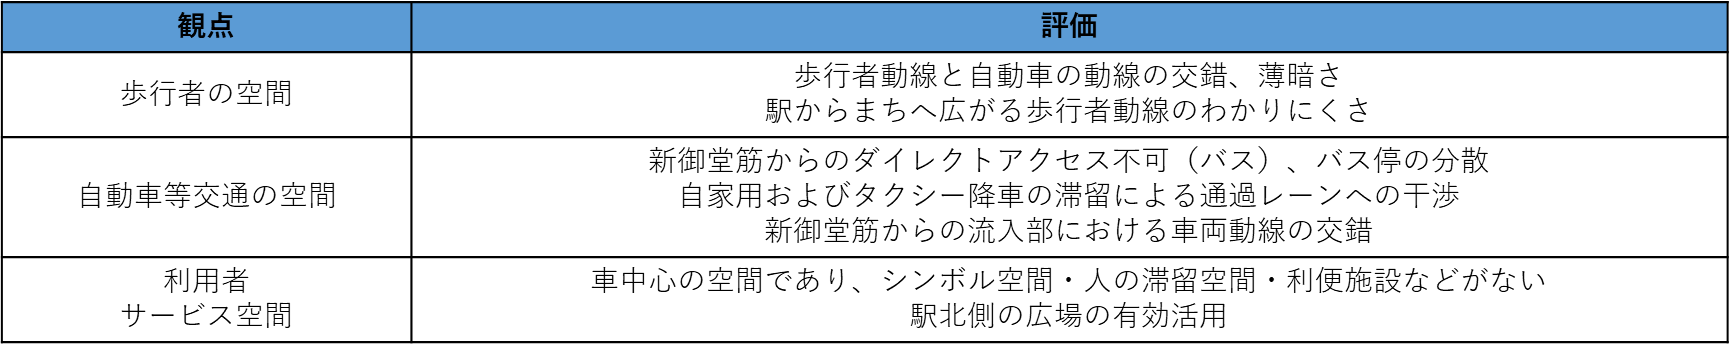 観点
評価
歩行者の空間
歩行者動線と自動車の動線の交錯、薄暗さ
駅からまちへ広がる歩行者動線のわかりにくさ
自動車等交通の空間
新御堂筋からのダイレクトアクセス不可（バス）、バス停の分散
自家用およびタクシー降車の滞留による通過レーンへの干渉
新御堂筋からの流入部における車両動線の交錯
利用者
サービス空間
車中心の空間であり、シンボル空間・人の滞留空間・利便施設などがない
駅北側の広場の有効活用